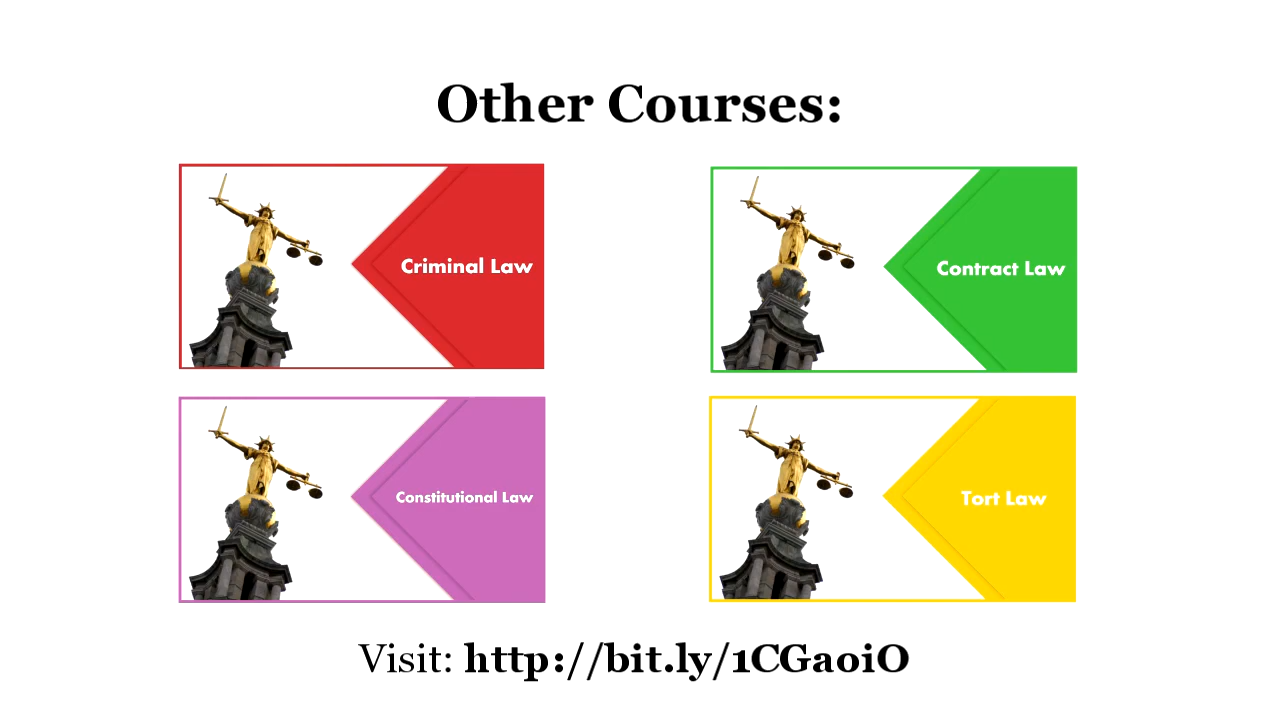 Other Courses:
Criminal Law
Contract Law
Constitutional Law
Tort Law
Visit: http://bit.ly/1CGaoiO